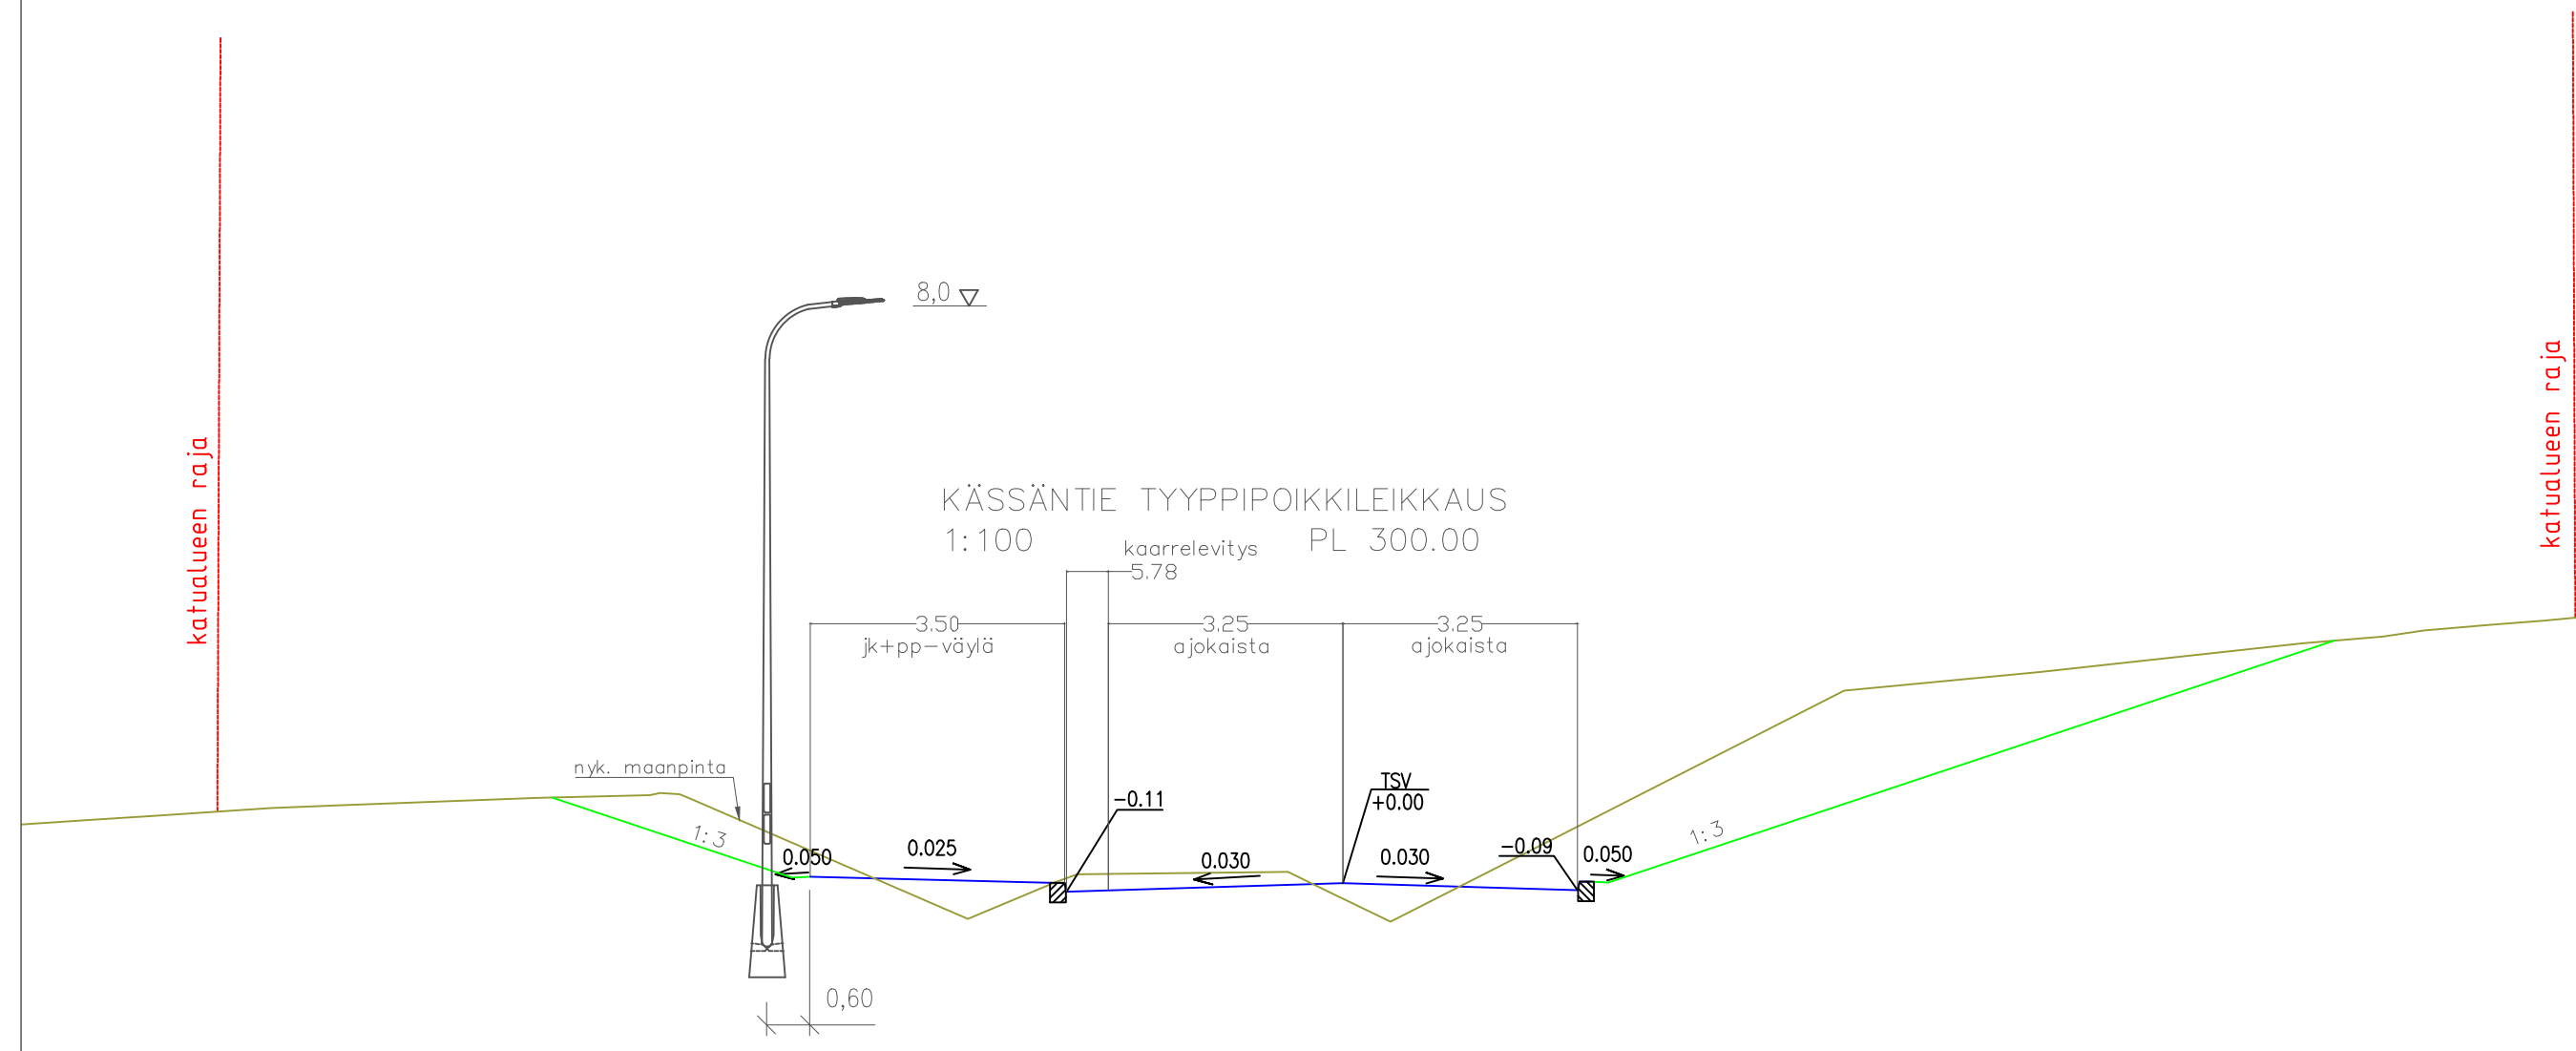 8,0
katualueen raja
katualueen raja
KÄSSÄNTIE TYYPPIPOIKKILEIKKAUS
1:100 PL 300.00
kaarrelevitys
5.78
3.50
jk+pp-väylä
3.25
ajokaista
3.25
ajokaista
nyk. maanpinta
TSV
+0.00
-0.11
1:3
1:3
0.050
0.025
0.030
0.030
-0.09
0.050
0,60